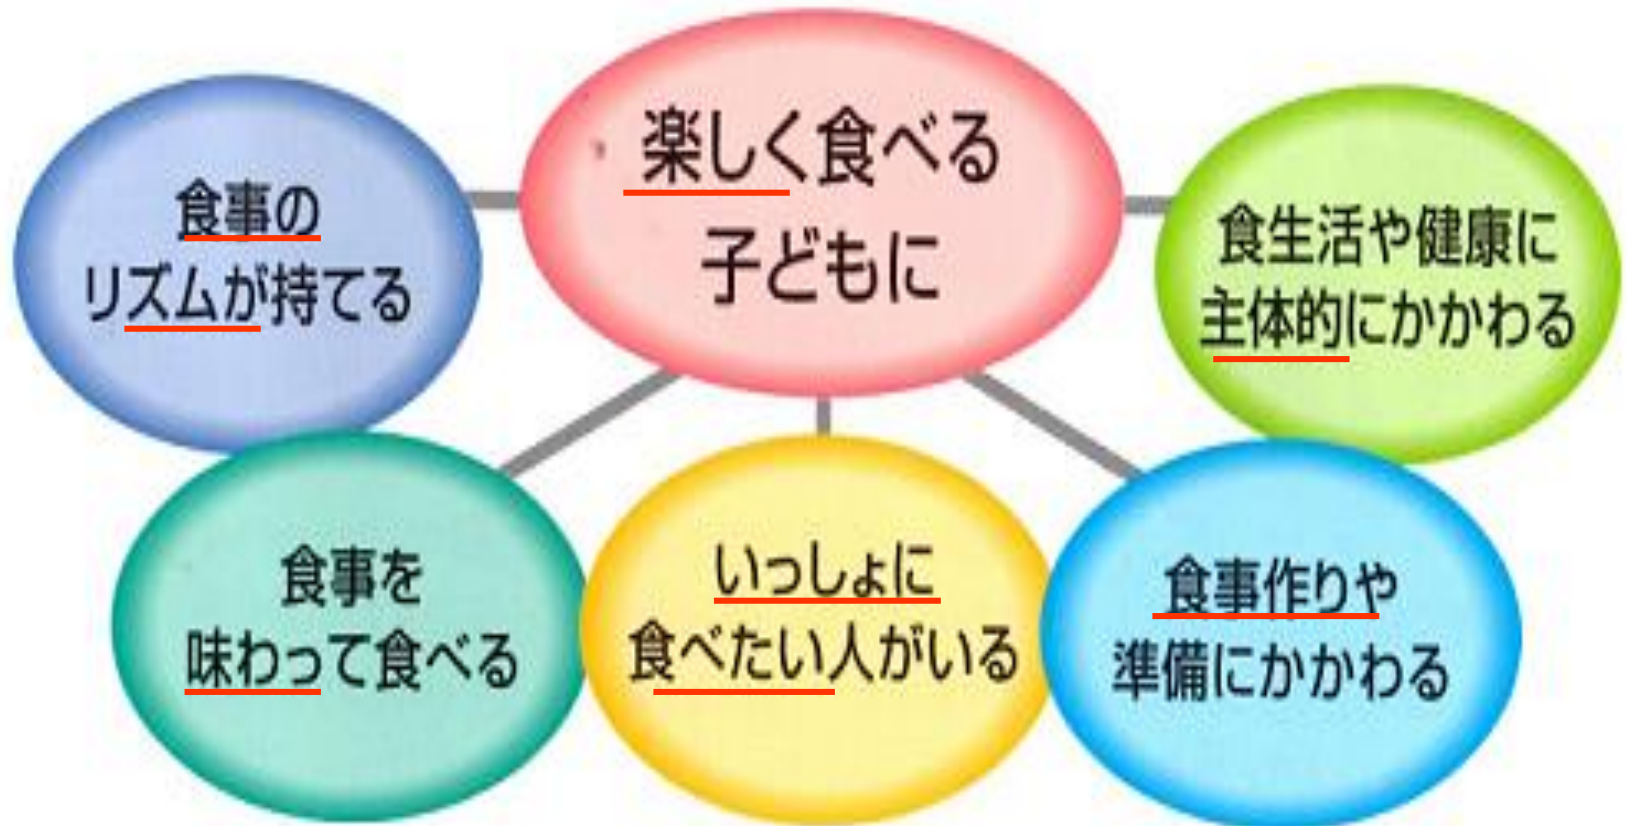 楽しく食べる
子どもに
食事の
リズムが持てる
食生活や健康に
主体的にかかわる
食事を
味わって食べる
いっしょに
食べたい人がいる
食事作りや
準備にかかわる